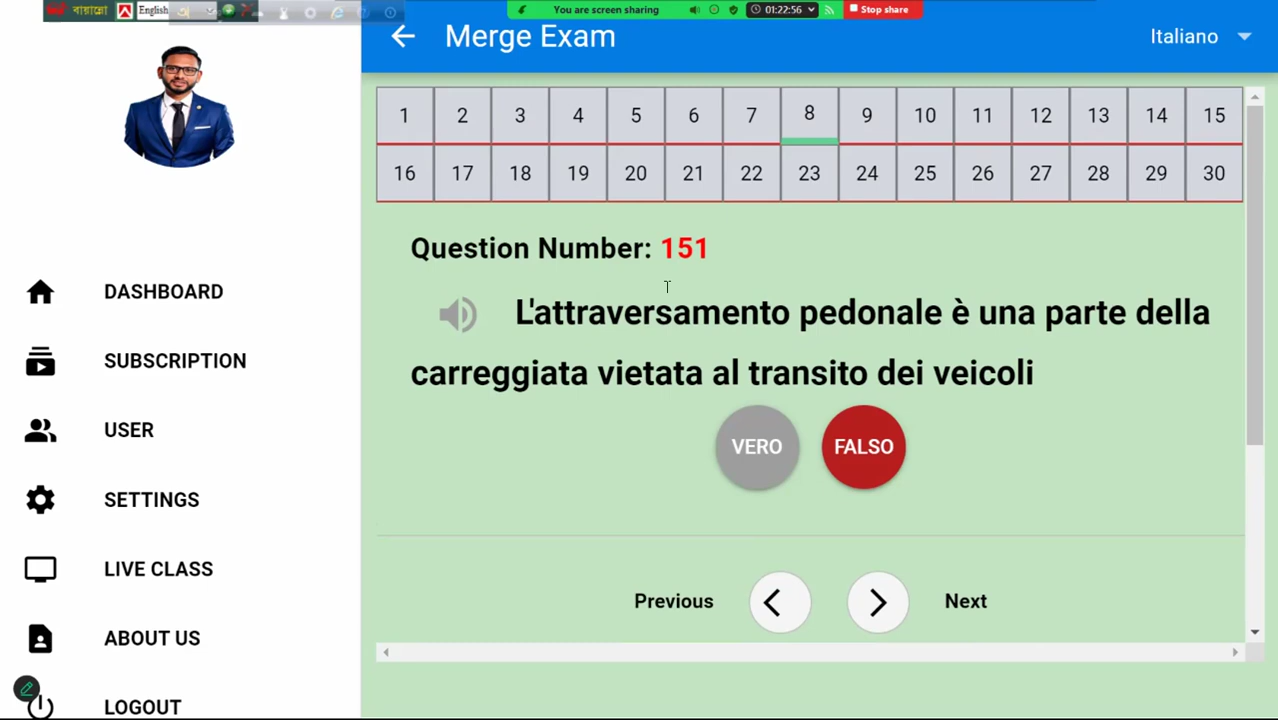 বায়ান্নো English
You are screen sharing 01:22:56 Stop share
Merge Exam
Italiano
1 2 3 4 5 6 7 8 9 10 11 12 13 14 15
16 17 18 19 20 21 22 23 24 25 26 27 28 29 30
Question Number: 151
L'attraversamento pedonale è una parte della
carreggiata vietata al transito dei veicoli
VERO FALSO
Previous Next
DASHBOARD
SUBSCRIPTION
USER
SETTINGS
LIVE CLASS
ABOUT US
LOGOUT